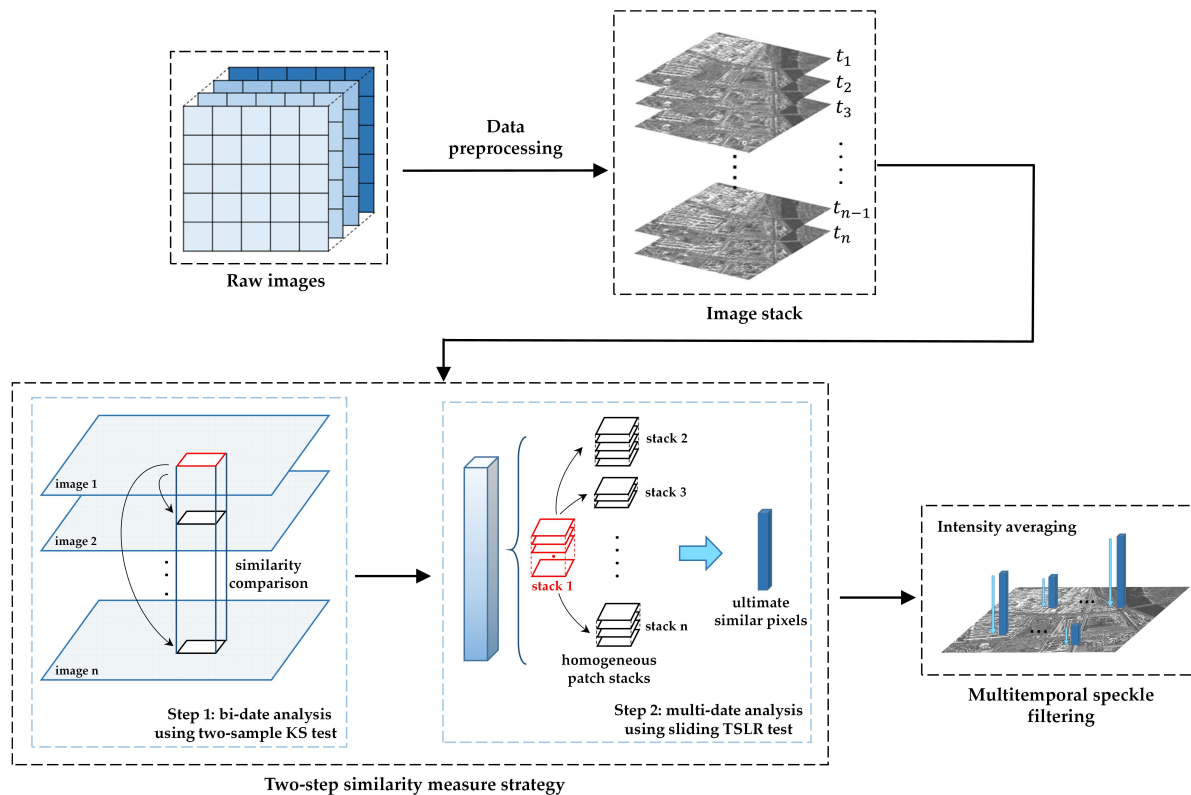 Raw images
Data
preprocessing
t₁
t₂
t₃
tₙ₋₁
tₙ
Image stack
image 1
image 2
image n
similarity
comparison
Step 1: bi-date analysis
using two-sample KS test
stack 1
stack 2
stack 3
stack n
homogeneous
patch stacks
ultimate
similar pixels
Step 2: multi-date analysis
using sliding TSLR test
Two-step similarity measure strategy
Intensity averaging
Multitemporal speckle
filtering